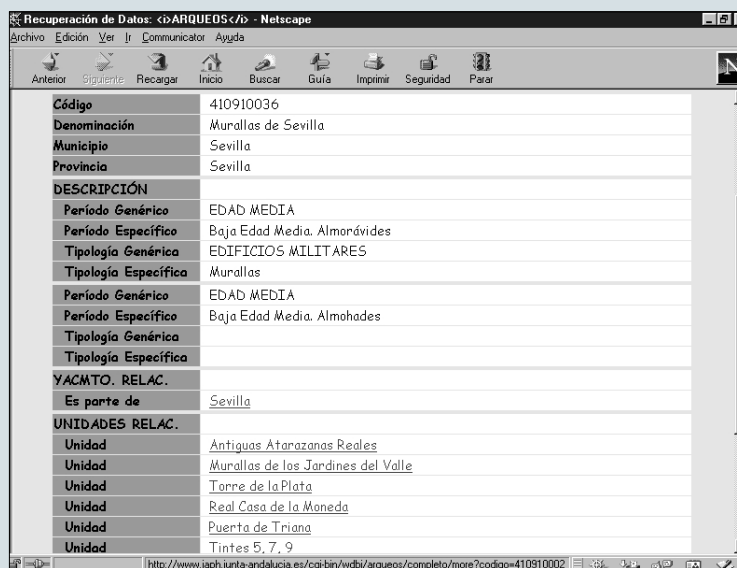 Recuperación de Datos: <i>ARQUEOS</i> - Netscape
Archivo Edición Ver Ir Communicator Ayuda
Anterior Siguiente Recargar Inicio Buscar Guía Imprimir Seguridad Parar
N
Código 410910036
Denominación Murallas de Sevilla
Municipio Sevilla
Provincia Sevilla
DESCRIPCIÓN
Período Genérico EDAD MEDIA
Período Específico Baja Edad Media. Almorávides
Tipología Genérica EDIFICIOS MILITARES
Tipología Específica Murallas
Período Genérico EDAD MEDIA
Período Específico Baja Edad Media. Almohades
Tipología Genérica
Tipología Específica
YACMTO. RELAC.
Es parte de Sevilla
UNIDADES RELAC.
Unidad Antiguas Atarazanas Reales
Unidad Murallas de los Jardines del Valle
Unidad Torre de la Plata
Unidad Real Casa de la Moneda
Unidad Puerta de Triana
Unidad Tintes 5, 7, 9
http://www.iaph.junta-andalucia.es/cgi-bin/wdbi/arqueos/completo/more?codigo=410910002